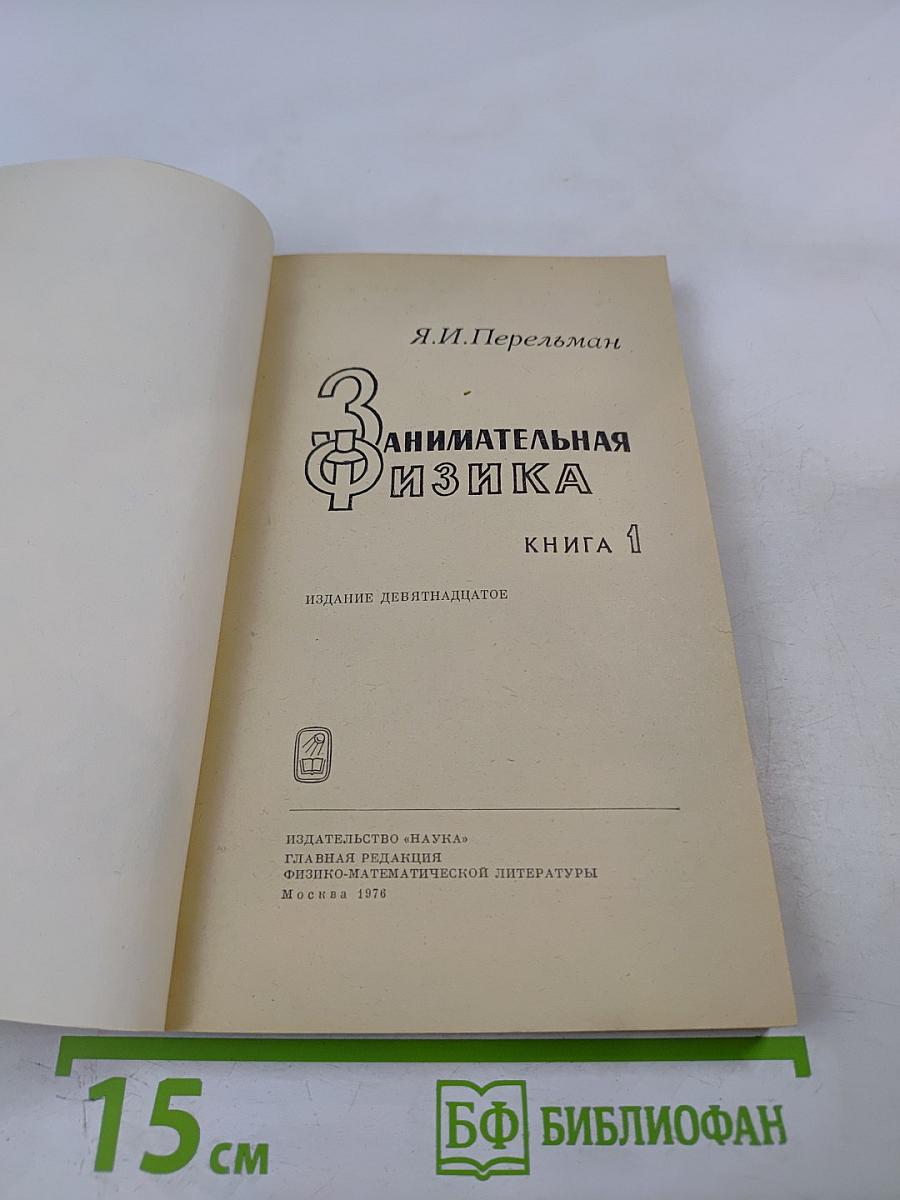 Я.И.Перельман
ЗАНИМАТЕЛЬНАЯ
ФИЗИКА
КНИГА 1
ИЗДАНИЕ ДЕВЯТНАДЦАТОЕ
ИЗДАТЕЛЬСТВО «НАУКА»
ГЛАВНАЯ РЕДАКЦИЯ
ФИЗИКО-МАТЕМАТИЧЕСКОЙ ЛИТЕРАТУРЫ
Москва 1976
15 см
БФ БИБЛИОФАН